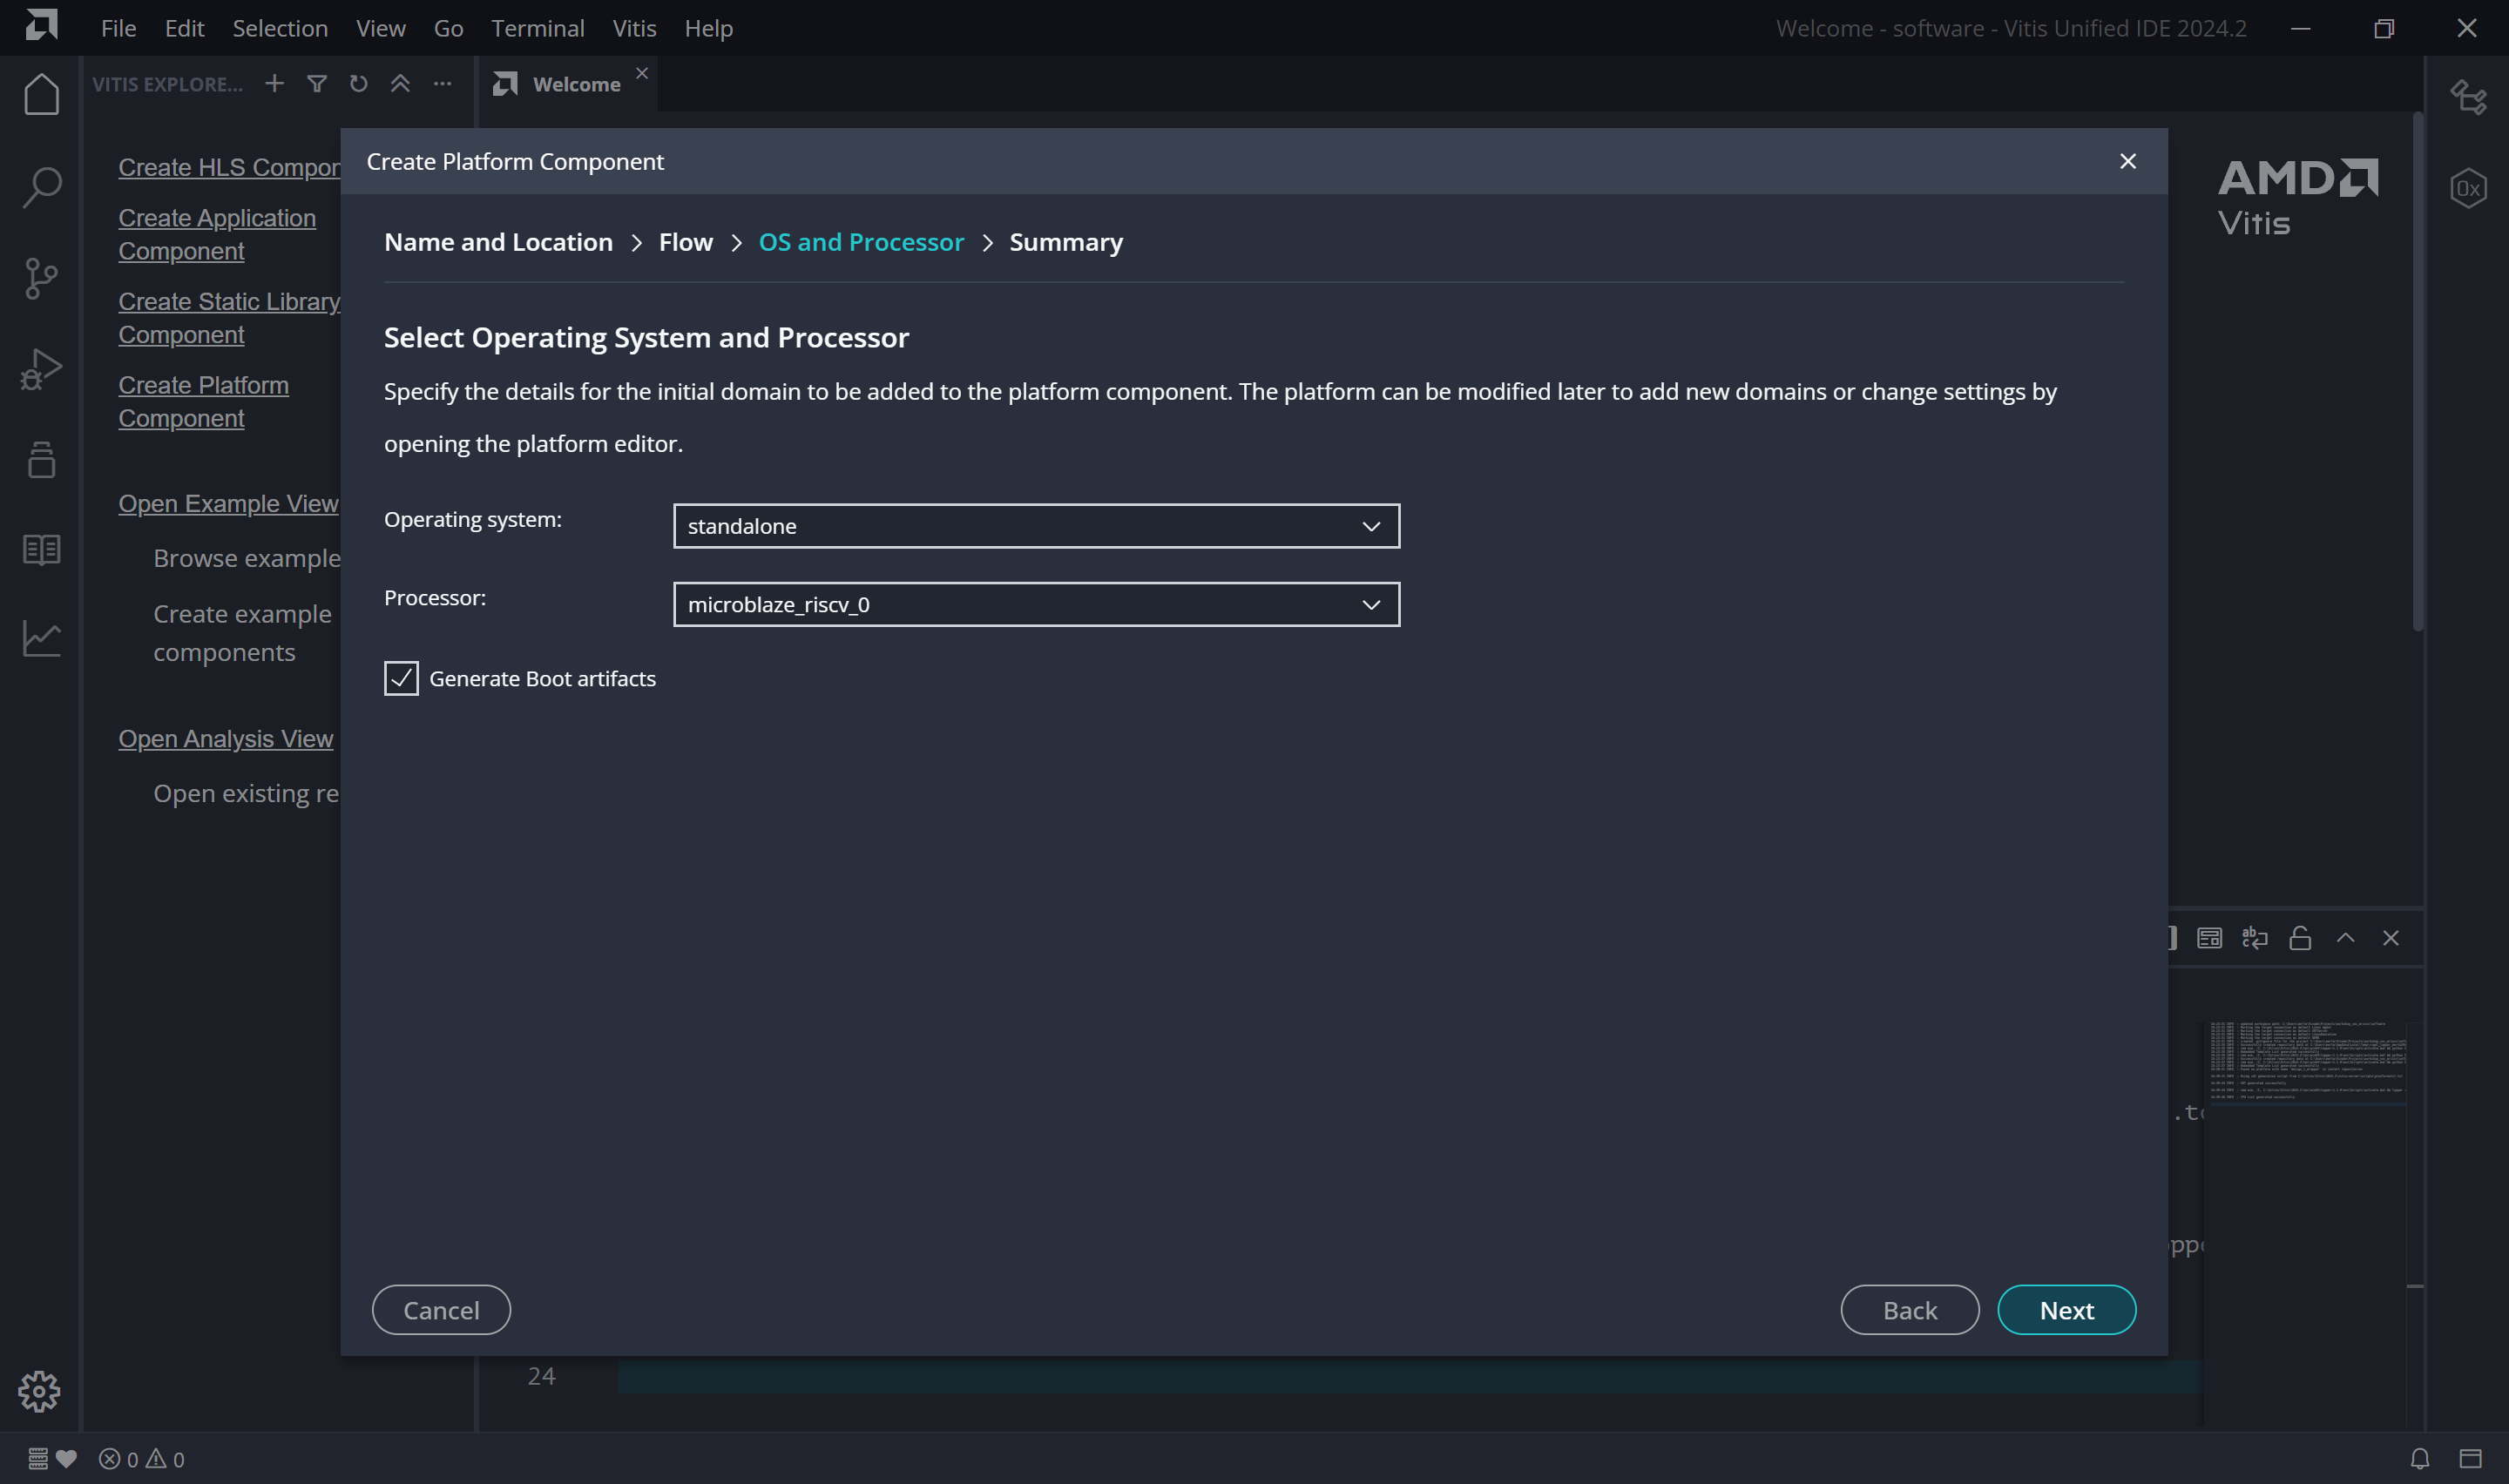 File Edit Selection View Go Terminal Vitis Help
Welcome - software - Vitis Unified IDE 2024.2
VITIS EXPLORE...
Welcome
Create HLS Compon
Create Application
Component
Create Static Library
Component
Create Platform
Component
Open Example View
Browse example
Create example
components
Open Analysis View
Open existing re
AMD
Vitis
0x
Create Platform Component
Name and Location > Flow > OS and Processor > Summary
Select Operating System and Processor
Specify the details for the initial domain to be added to the platform component. The platform can be modified later to add new domains or change settings by
opening the platform editor.
Operating system:
standalone
Processor:
microblaze_riscv_0
Generate Boot artifacts
Cancel
Back
Next
24
0 0